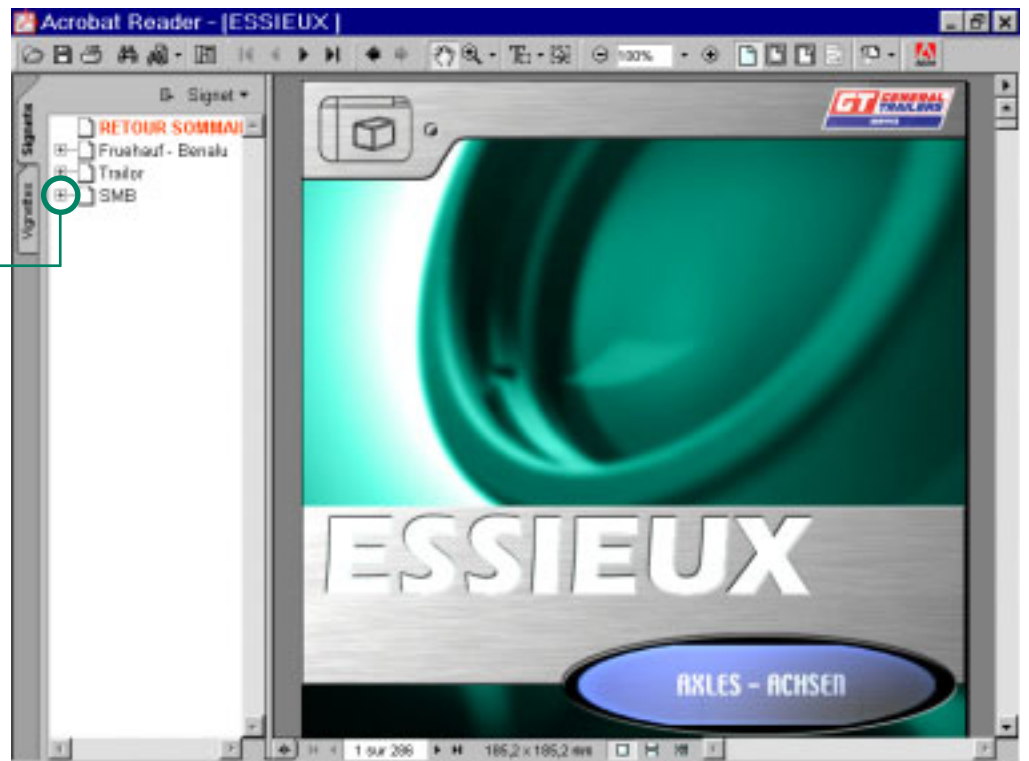 Acrobat Reader - [ESSIEUX ]
100%
Signet
Signets
Vignettes
RETOUR SOMMAI
Fruehauf - Benalu
Trailor
SMB
GT GENERAL
TRAILERS
ESSIEUX
AXLES - ACHSEN
1 sur 286
185,2 x 185,2 mm